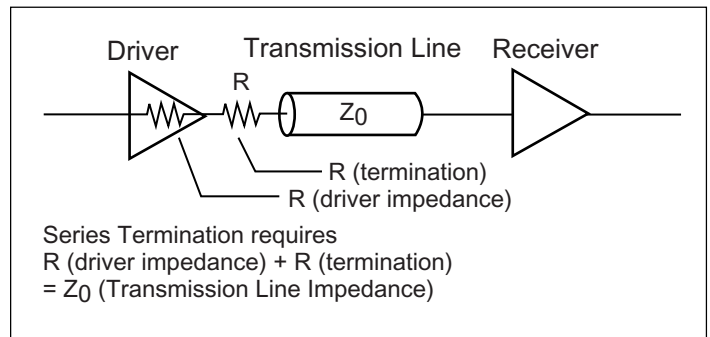 Driver Transmission Line Receiver
R
Z0
R (termination)
R (driver impedance)
Series Termination requires
R (driver impedance) + R (termination)
= Z0 (Transmission Line Impedance)